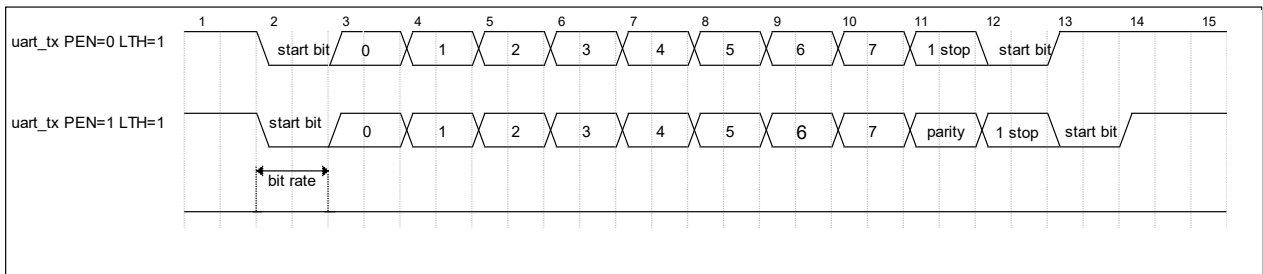 1 2 3 4 5 6 7 8 9 10 11 12 13 14 15
uart_tx PEN=0 LTH=1 start bit 0 1 2 3 4 5 6 7 1 stop start bit
uart_tx PEN=1 LTH=1 start bit 0 1 2 3 4 5 6 7 parity 1 stop start bit
bit rate